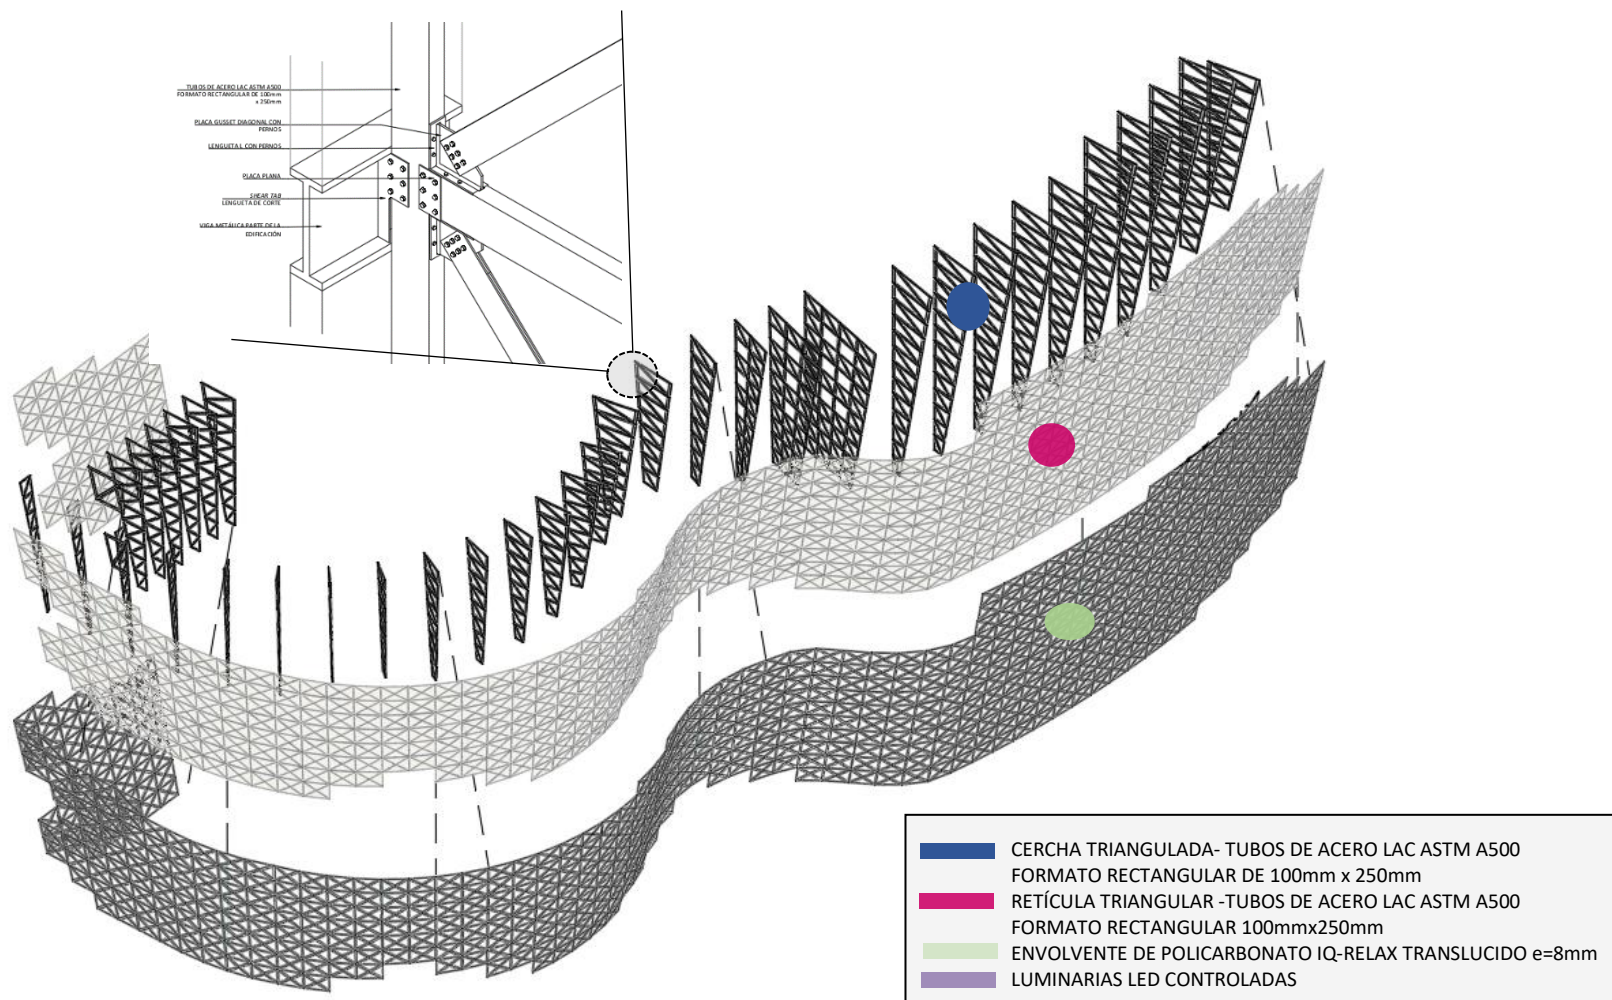 TUBOS DE ACERO LAC ASTM A500
FORMATO RECTANGULAR DE 100mm
x 250mm
PLACA GUSSET DIAGONAL CON
PERNOS
LENGUETA L CON PERNOS
PLACA PLANA
SHEAR TAB
LENGUETA DE CORTE
VIGA METÁLICA PARTE DE LA
EDIFICACIÓN
CERCHA TRIANGULADA- TUBOS DE ACERO LAC ASTM A500
FORMATO RECTANGULAR DE 100mm x 250mm
RETÍCULA TRIANGULAR -TUBOS DE ACERO LAC ASTM A500
FORMATO RECTANGULAR 100mmx250mm
ENVOLVENTE DE POLICARBONATO IQ-RELAX TRANSLUCIDO e=8mm
LUMINARIAS LED CONTROLADAS